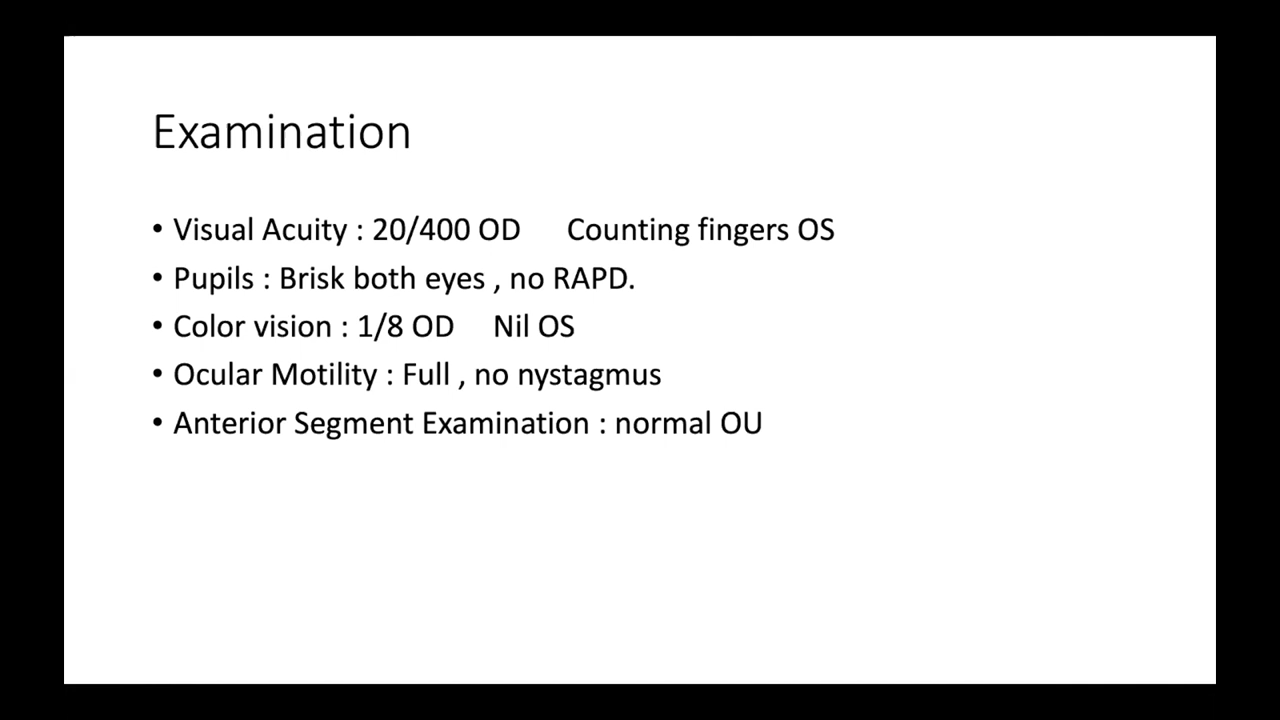 Examination
• Visual Acuity : 20/400 OD Counting fingers OS
• Pupils : Brisk both eyes , no RAPD.
• Color vision : 1/8 OD Nil OS
• Ocular Motility : Full , no nystagmus
• Anterior Segment Examination : normal OU